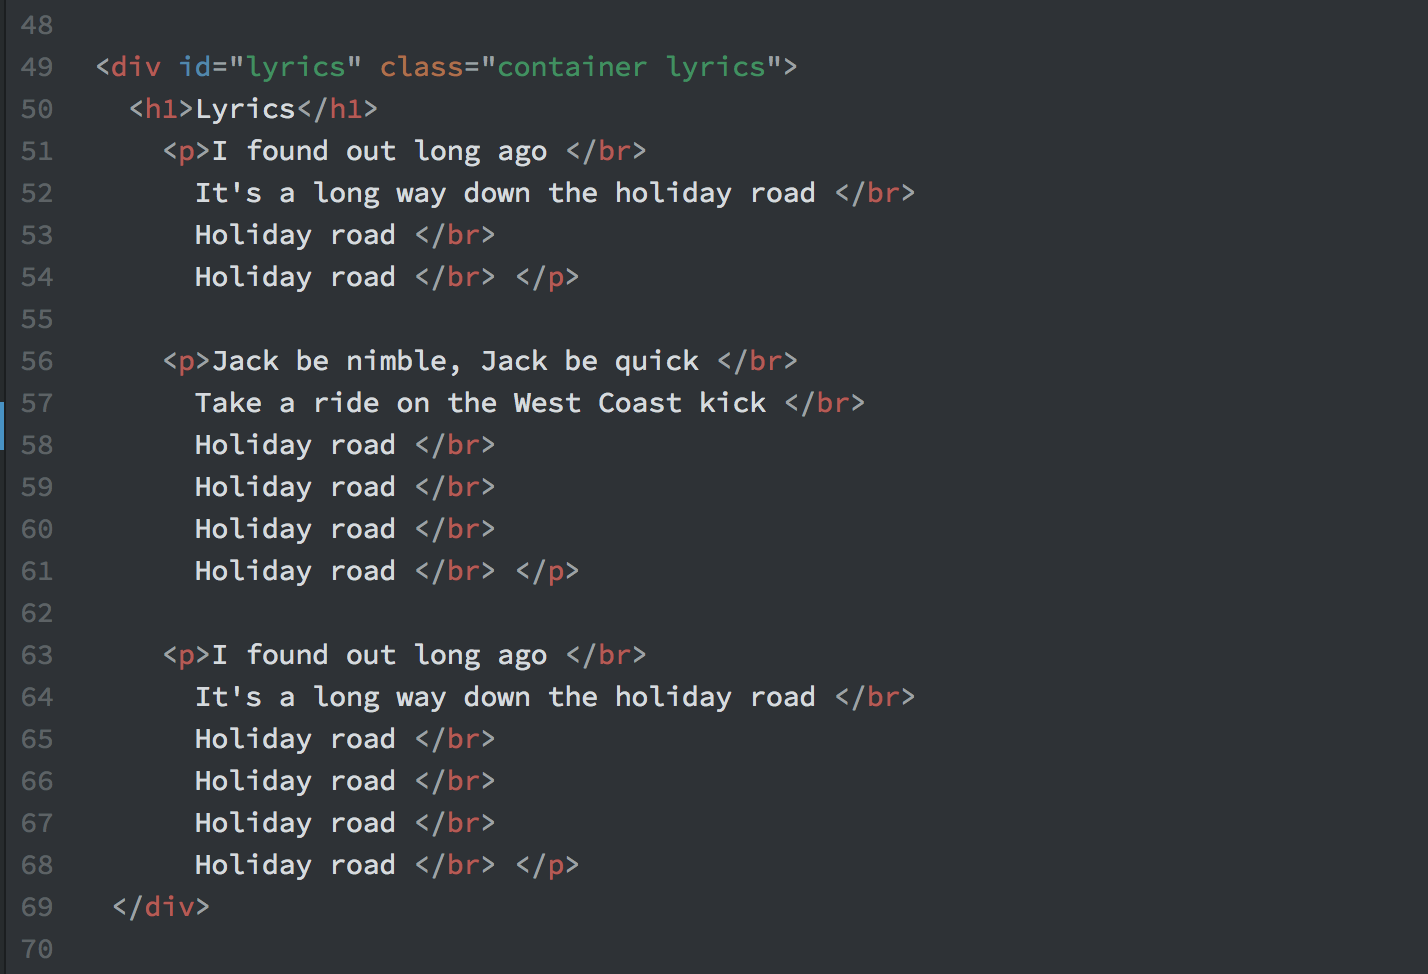 48
49 <div id="lyrics" class="container lyrics">
50 <h1>Lyrics</h1>
51 <p>I found out long ago </br>
52 It's a long way down the holiday road </br>
53 Holiday road </br>
54 Holiday road </br> </p>
55
56 <p>Jack be nimble, Jack be quick </br>
57 Take a ride on the West Coast kick </br>
58 Holiday road </br>
59 Holiday road </br>
60 Holiday road </br>
61 Holiday road </br> </p>
62
63 <p>I found out long ago </br>
64 It's a long way down the holiday road </br>
65 Holiday road </br>
66 Holiday road </br>
67 Holiday road </br>
68 Holiday road </br> </p>
69 </div>
70